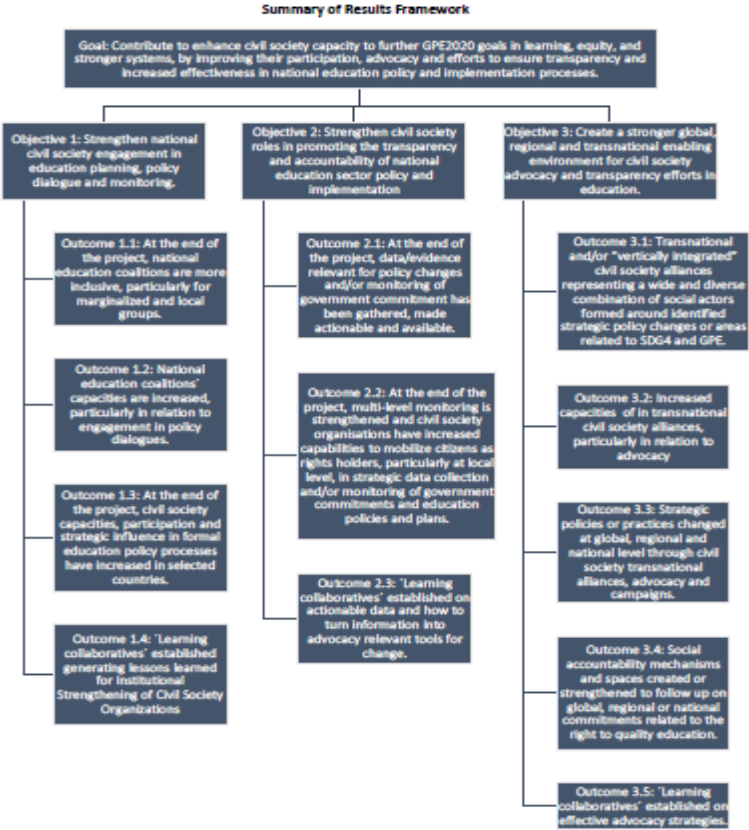 Summary of Results Framework
Goal: Contribute to enhance civil society capacity to further GPE2020 goals in learning, equity, and
stronger systems, by improving their participation, advocacy and efforts to ensure transparency and
increased effectiveness in national education policy and implementation processes.
Objective 1: Strengthen national
civil society engagement in
education planning, policy
dialogue and monitoring.
Outcome 1.1: At the end of
the project, national
education coalitions are more
inclusive, particularly for
marginalized and local
groups.
Outcome 1.2: National
education coalitions´
capacities are increased,
particularly in relation to
engagement in policy
dialogues.
Outcome 1.3: At the end of
the project, civil society
capacities, participation and
strategic influence in formal
education policy processes
have increased in selected
countries.
Outcome 1.4: ´Learning
collaboratives´ established
generating lessons learned
for Institutional
Strengthening of Civil Society
Organizations
Objective 2: Strengthen civil society
roles in promoting the transparency
and accountability of national
education sector policy and
implementation
Outcome 2.1: At the end of
the project, data/evidence
relevant for policy changes
and/or monitoring of
government commitment has
been gathered, made
actionable and available.
Outcome 2.2: At the end of the
project, multi-level monitoring is
strengthened and civil society
organisations have increased
capabilities to mobilize citizens as
rights holders, particularly at local
level, in strategic data collection
and/or monitoring of government
commitments and education
policies and plans.
Outcome 2.3: ´Learning
collaboratives´ established on
actionable data and how to
turn information into
advocacy relevant tools for
change.
Objective 3: Create a stronger global,
regional and transnational enabling
environment for civil society
advocacy and transparency efforts in
education.
Outcome 3.1: Transnational
and/or "vertically integrated"
civil society alliances
representing a wide and diverse
combination of social actors
formed around identified
strategic policy changes or areas
related to SDG4 and GPE.
Outcome 3.2: Increased
capacities of in transnational
civil society alliances,
particularly in relation to
advocacy
Outcome 3.3: Strategic
policies or practices changed
at global, regional and
national level through civil
society transnational
alliances, advocacy and
campaigns.
Outcome 3.4: Social
accountability mechanisms
and spaces created or
strengthened to follow up on
global, regional or national
commitments related to the
right to quality education.
Outcome 3.5: ´Learning
collaboratives´ established on
effective advocacy strategies.